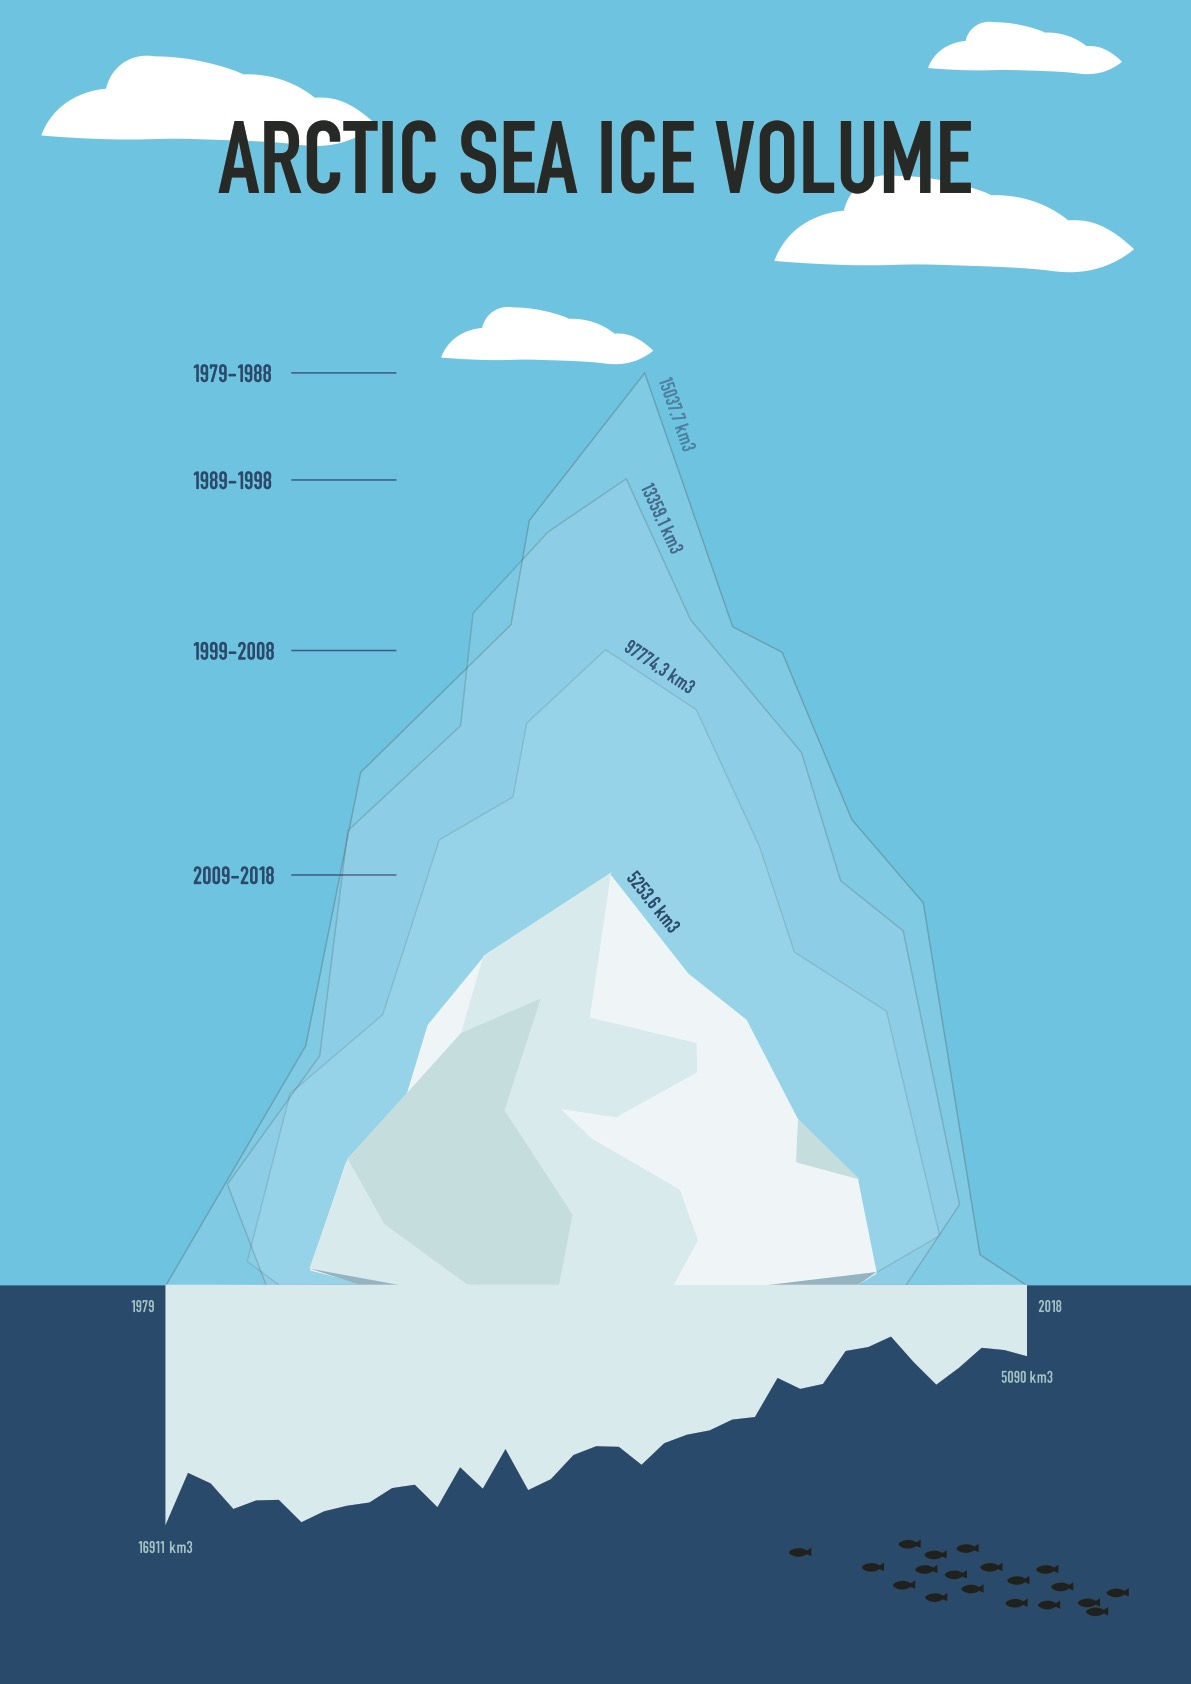 ARCTIC SEA ICE VOLUME
1979-1988
15037.7 km3
1989-1998
13359.1 km3
1999-2008
97774.3 km3
2009-2018
5253.6 km3
1979
2018
5090 km3
16911 km3